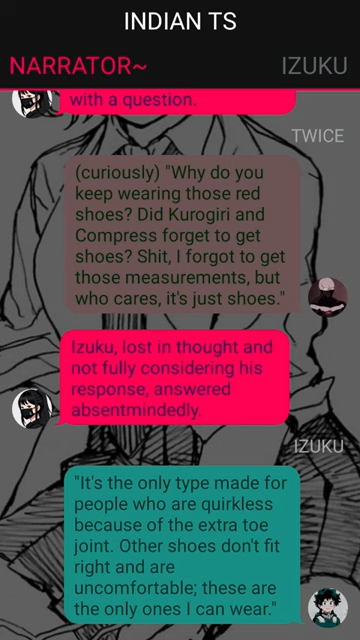 INDIAN TS
NARRATOR~ IZUKU
with a question.
TWICE
(curiously) "Why do you
keep wearing those red
shoes? Did Kurogiri and
Compress forget to get
shoes? Shit, I forgot to get
those measurements, but
who cares, it's just shoes."
Izuku, lost in thought and
not fully considering his
response, answered
absentmindedly.
IZUKU
"It's the only type made for
people who are quirkless
because of the extra toe
joint. Other shoes don't fit
right and are
uncomfortable; these are
the only ones I can wear."